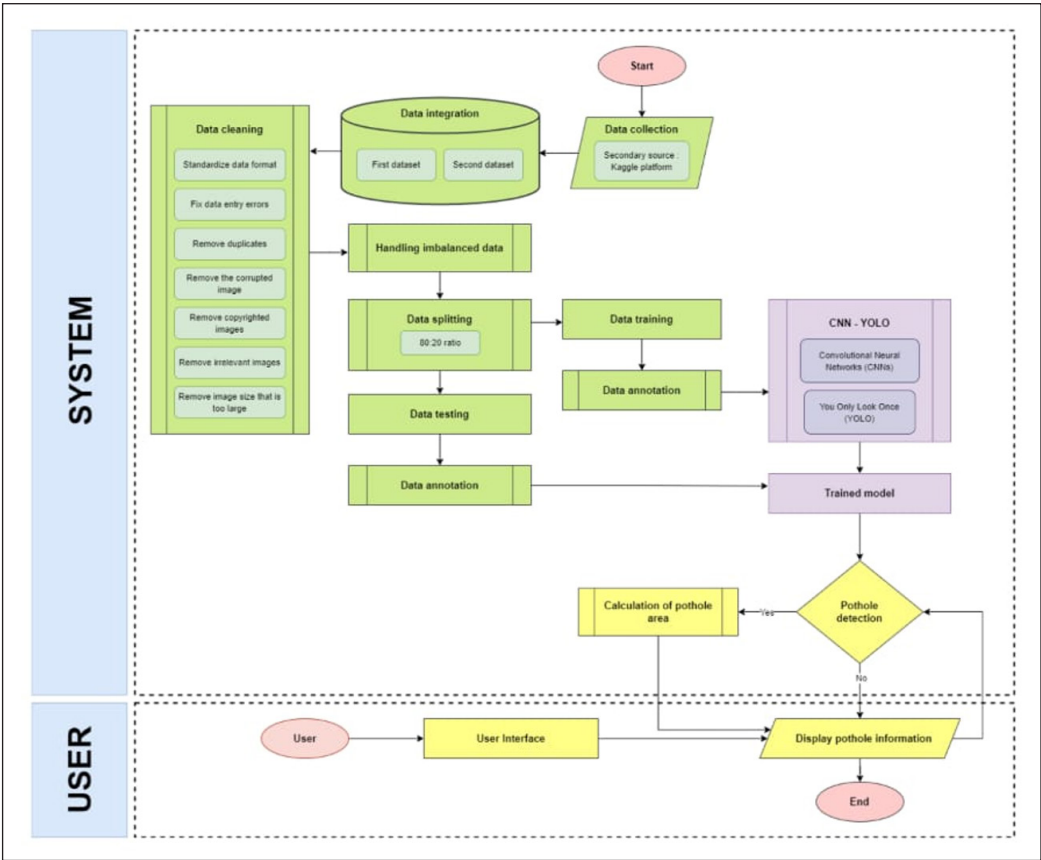 SYSTEM
Start
Data collection
Secondary source :
Kaggle platform
Data integration
First dataset
Second dataset
Data cleaning
Standardize data format
Fix data entry errors
Remove duplicates
Remove the corrupted
image
Remove copyrighted
images
Remove irrelevant images
Remove image size that is
too large
Handling imbalanced data
Data splitting
80:20 ratio
Data training
Data annotation
Data testing
Data annotation
CNN - YOLO
Convolutional Neural
Networks (CNNs)
You Only Look Once
(YOLO)
Trained model
Pothole
detection
Yes
Calculation of pothole
area
No
USER
User
User Interface
Display pothole information
End